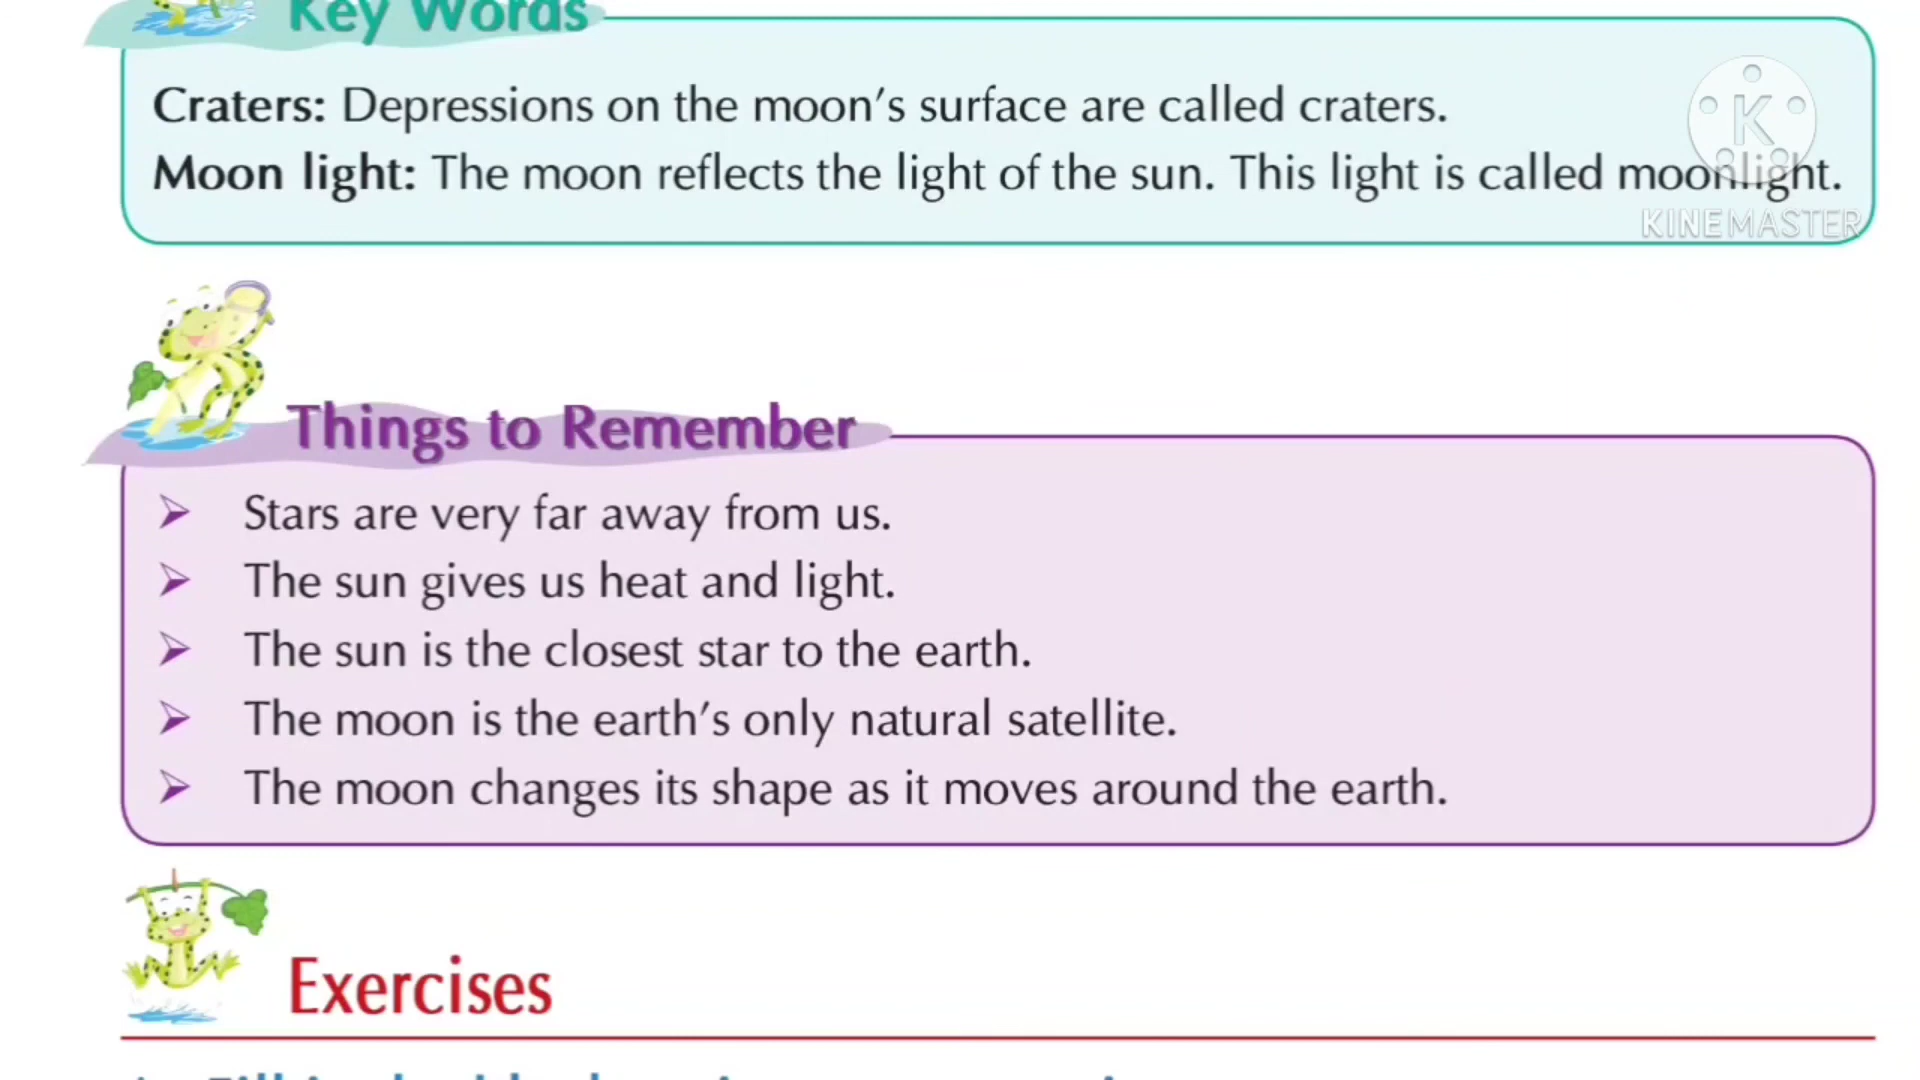 Key Words
Craters: Depressions on the moon's surface are called craters.
Moon light: The moon reflects the light of the sun. This light is called moonlight.
K
KINEMASTER
Things to Remember
Stars are very far away from us.
The sun gives us heat and light.
The sun is the closest star to the earth.
The moon is the earth's only natural satellite.
The moon changes its shape as it moves around the earth.
Exercises